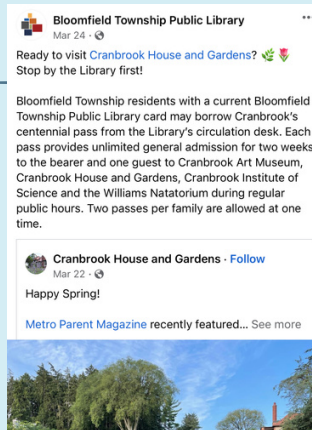 Bloomfield Township Public Library
Mar 24 ·
Ready to visit Cranbrook House and Gardens? 🌿 🌷
Stop by the Library first!
Bloomfield Township residents with a current Bloomfield
Township Public Library card may borrow Cranbrook's
centennial pass from the Library's circulation desk. Each
pass provides unlimited general admission for two weeks
to the bearer and one guest to Cranbrook Art Museum,
Cranbrook House and Gardens, Cranbrook Institute of
Science and the Williams Natatorium during regular
public hours. Two passes per family are allowed at one
time.
Cranbrook House and Gardens · Follow
Mar 22 ·
Happy Spring!
Metro Parent Magazine recently featured... See more